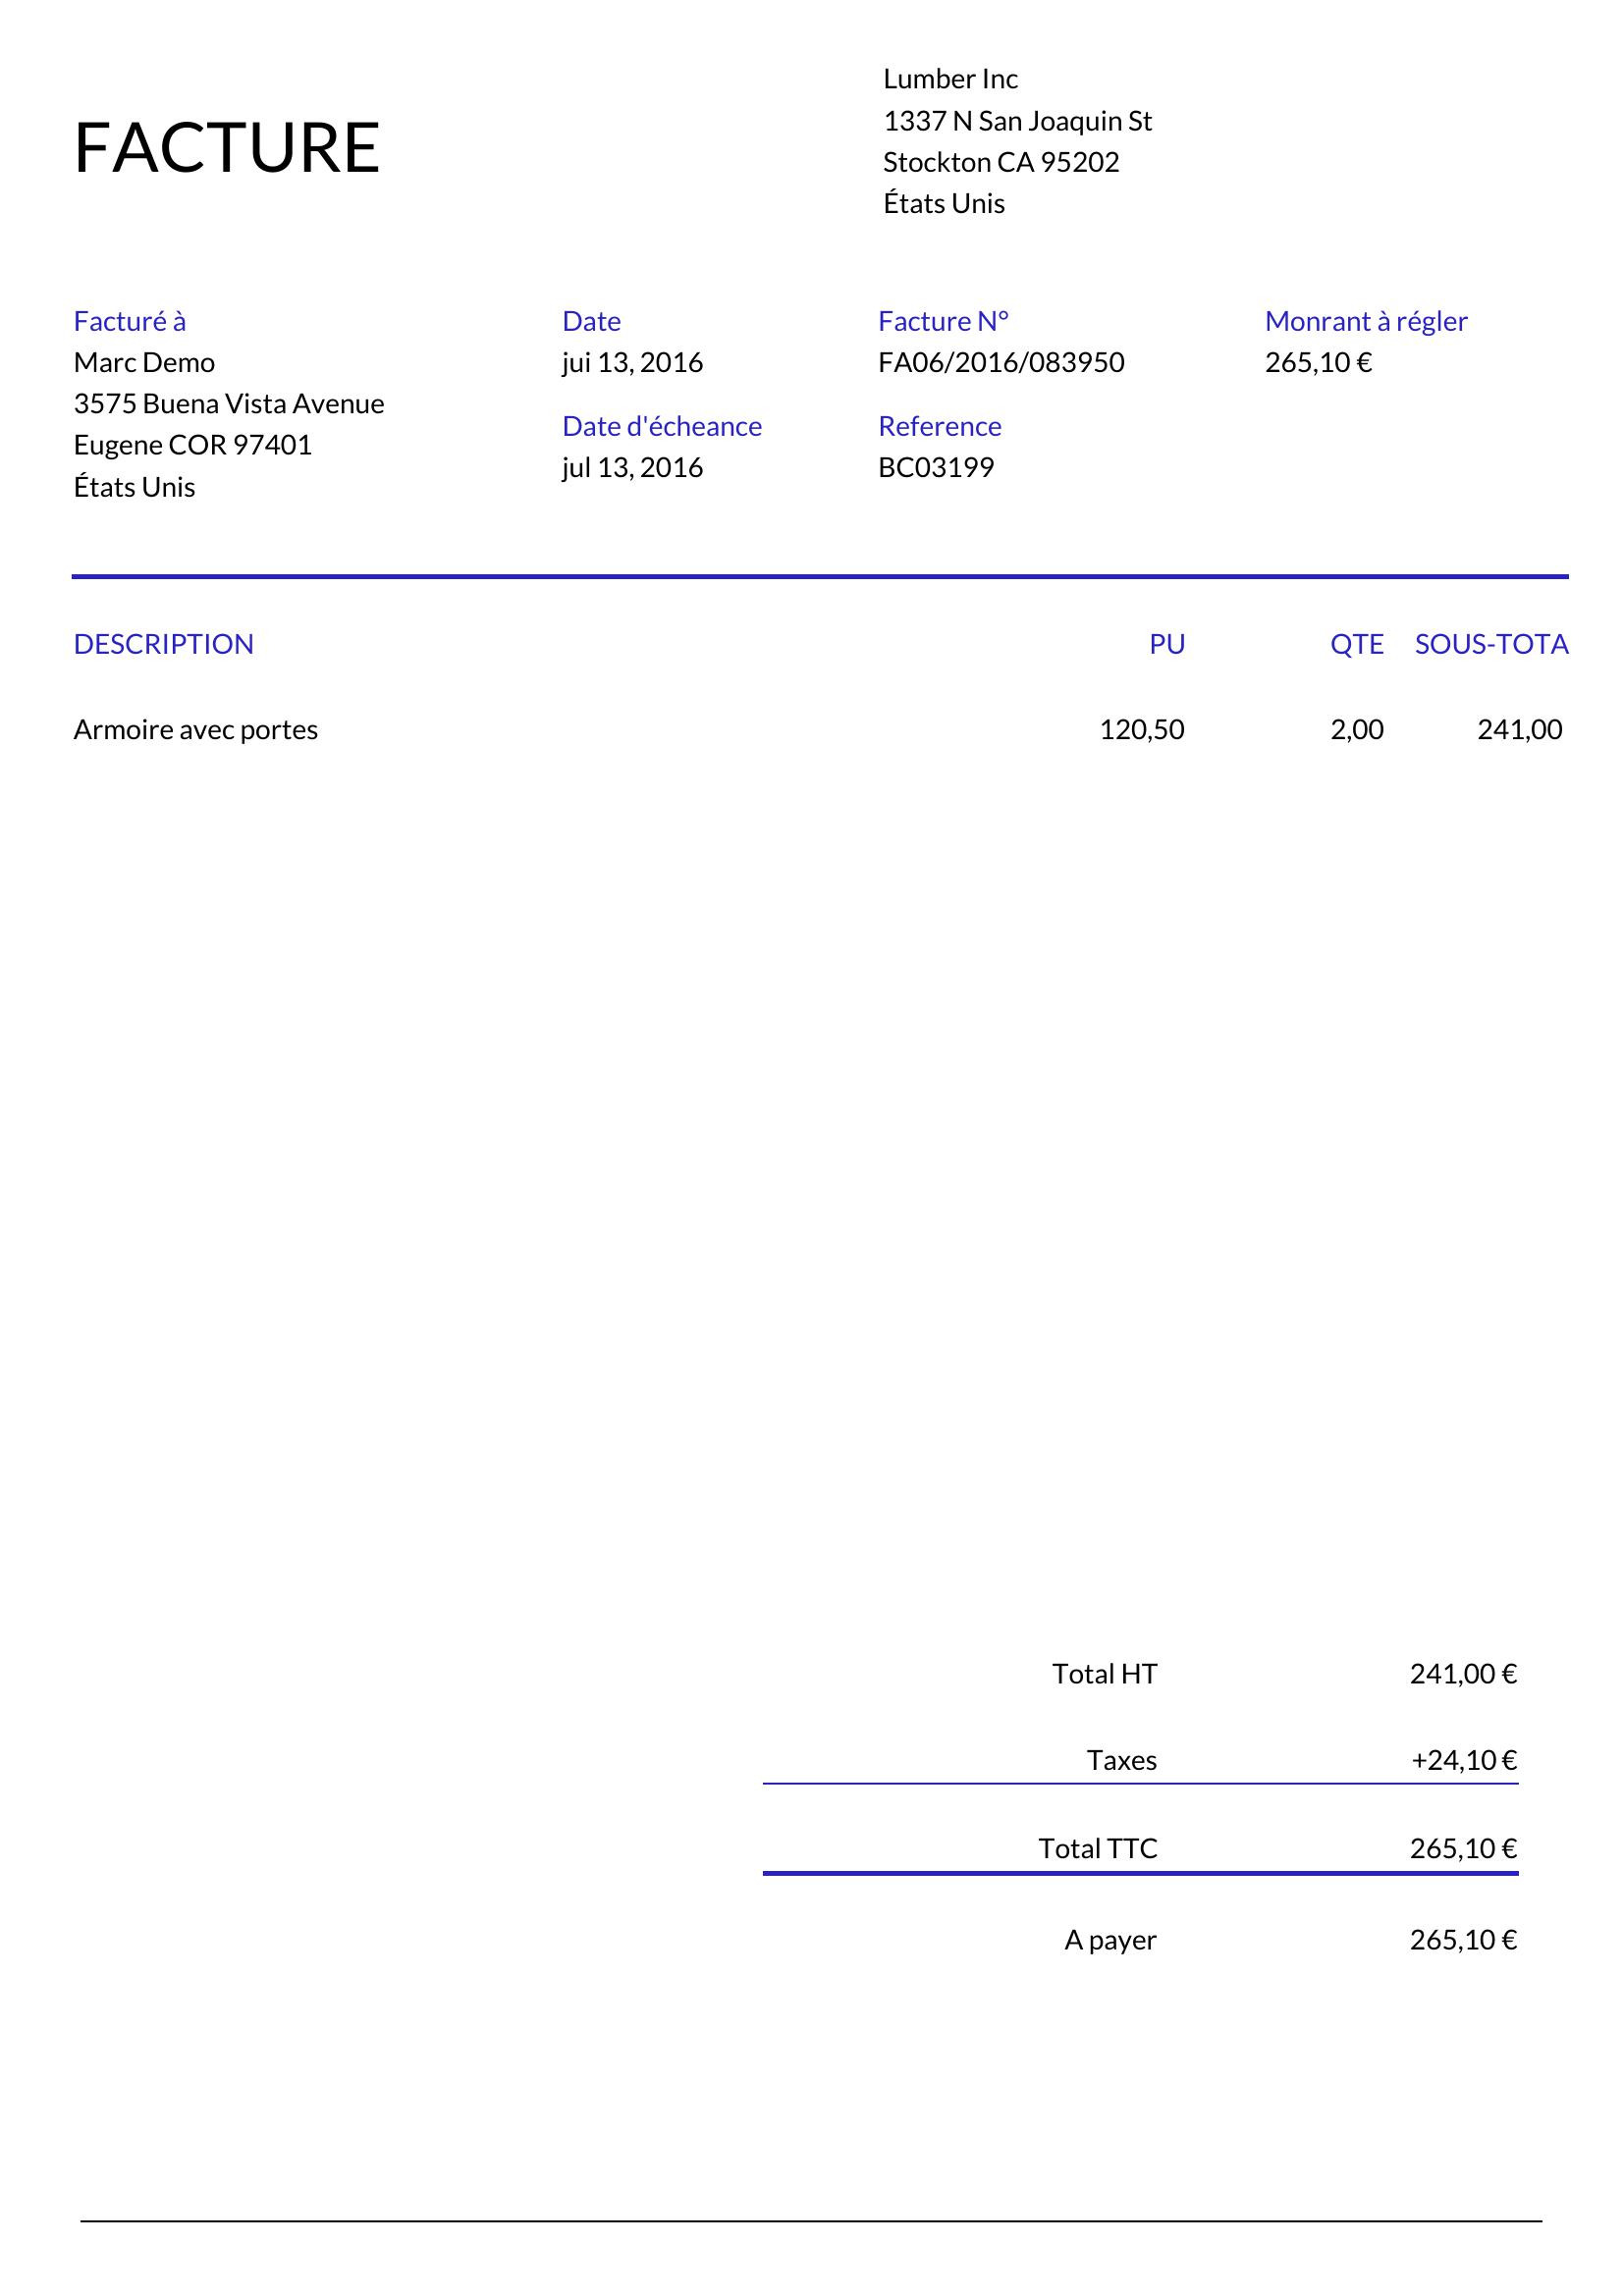 FACTURE
Lumber Inc
1337 N San Joaquin St
Stockton CA 95202
États Unis
Facturé à
Marc Demo
3575 Buena Vista Avenue
Eugene COR 97401
États Unis
Date
jui 13, 2016
Date d'écheance
jul 13, 2016
Facture N°
FA06/2016/083950
Reference
BC03199
Monrant à régler
265,10 €
DESCRIPTION PU QTE SOUS-TOTA
Armoire avec portes 120,50 2,00 241,00
Total HT 241,00 €
Taxes +24,10 €
Total TTC 265,10 €
A payer 265,10 €